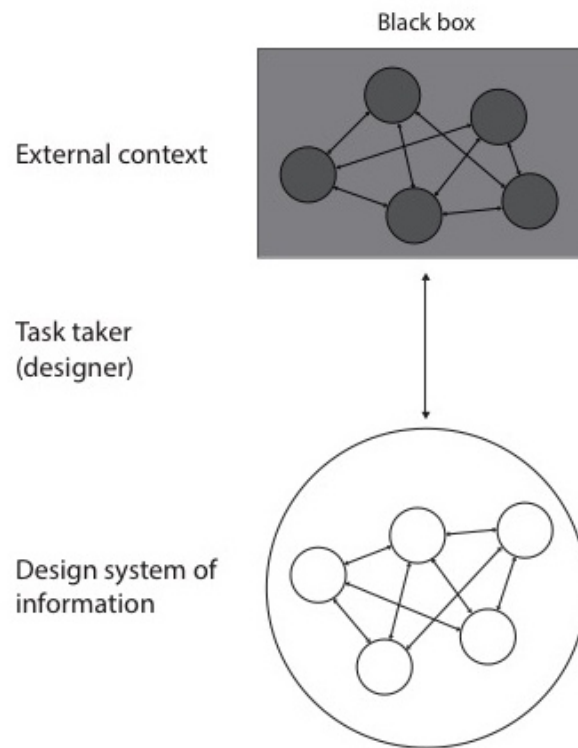 Black box
External context
Task taker
(designer)
Design system of
information